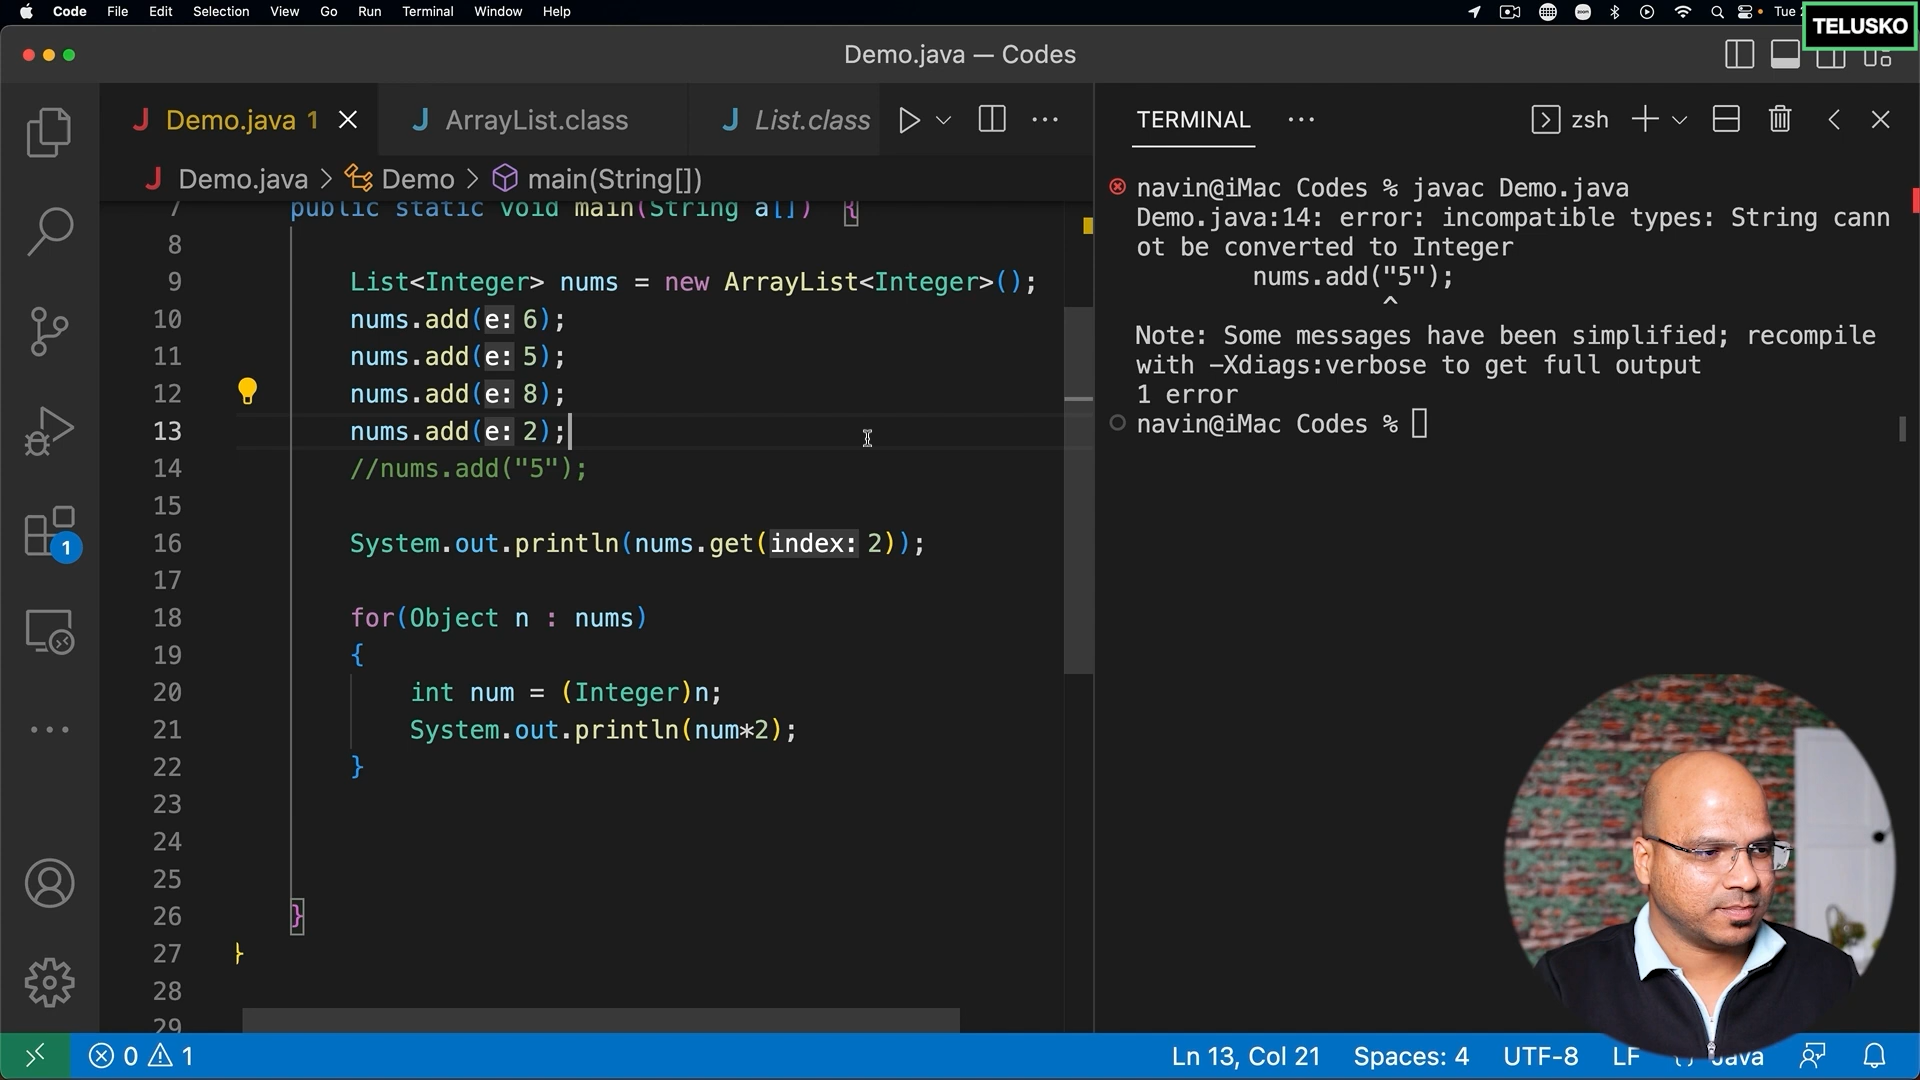 Code File Edit Selection View Go Run Terminal Window Help
zoom
Tue
TELUSKO
Demo.java — Codes
Demo.java 1
ArrayList.class
List.class
Demo.java > Demo > main(String[])
7 public static void main(String a[]) {
8
9 List<Integer> nums = new ArrayList<Integer>();
10 nums.add(e: 6);
11 nums.add(e: 5);
12 nums.add(e: 8);
13 nums.add(e: 2);
14 //nums.add("5");
15
16 System.out.println(nums.get(index: 2));
17
18 for(Object n : nums)
19 {
20 int num = (Integer)n;
21 System.out.println(num*2);
22 }
23
24
25
26 }
27 }
28
29
1
TERMINAL
zsh
navin@iMac Codes % javac Demo.java
Demo.java:14: error: incompatible types: String cann
ot be converted to Integer
nums.add("5");
^
Note: Some messages have been simplified; recompile
with -Xdiags:verbose to get full output
1 error
navin@iMac Codes %
0 1
Ln 13, Col 21 Spaces: 4 UTF-8 LF Java